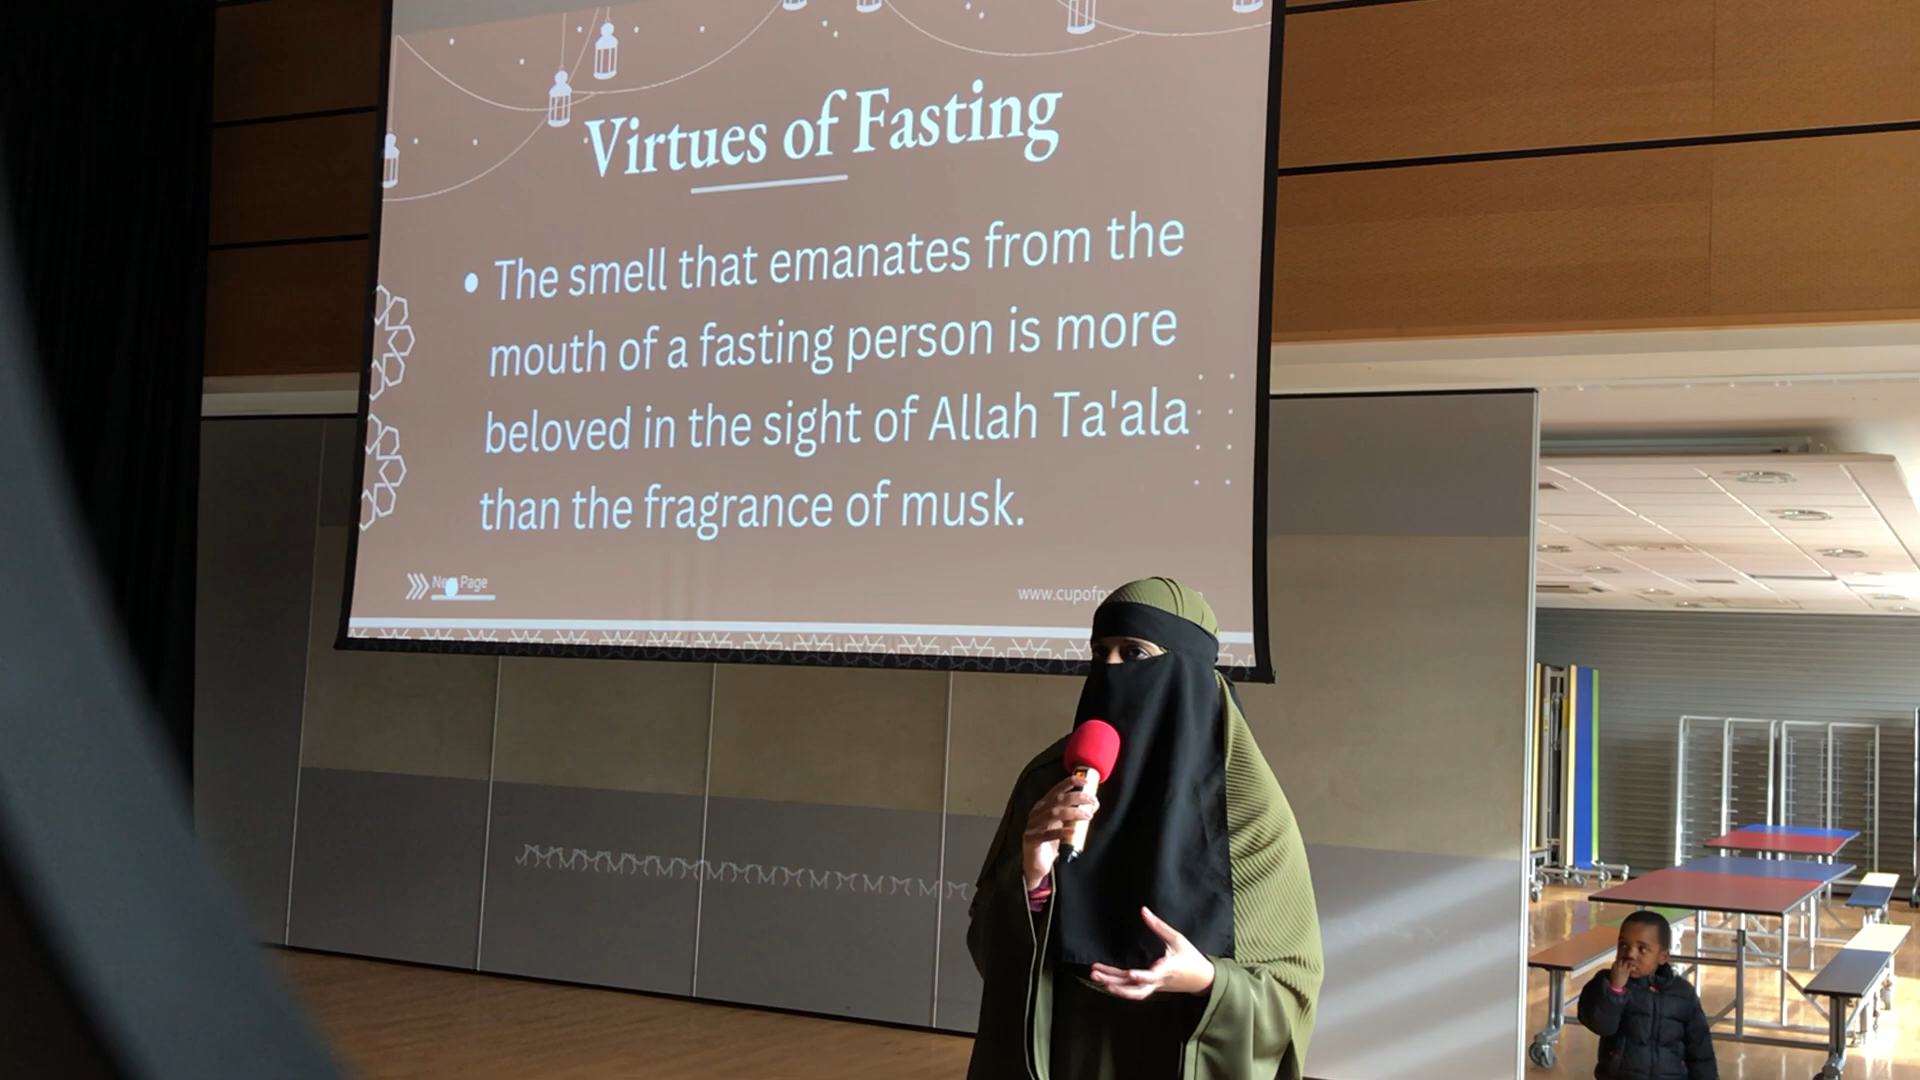 Virtues of Fasting
• The smell that emanates from the
mouth of a fasting person is more
beloved in the sight of Allah Ta'ala
than the fragrance of musk.
Page